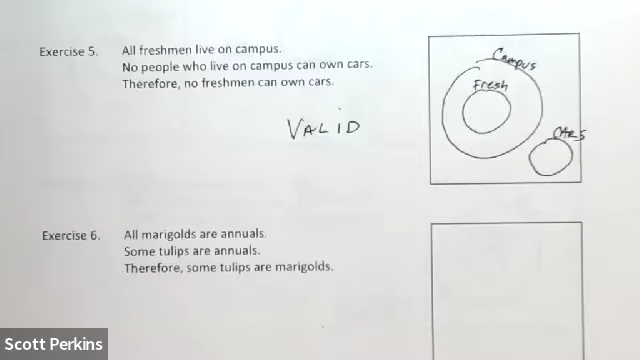 Exercise 5. All freshmen live on campus.
No people who live on campus can own cars.
Therefore, no freshmen can own cars.
VALID
Campus
Fresh
CARS
Exercise 6. All marigolds are annuals.
Some tulips are annuals.
Therefore, some tulips are marigolds.
Scott Perkins